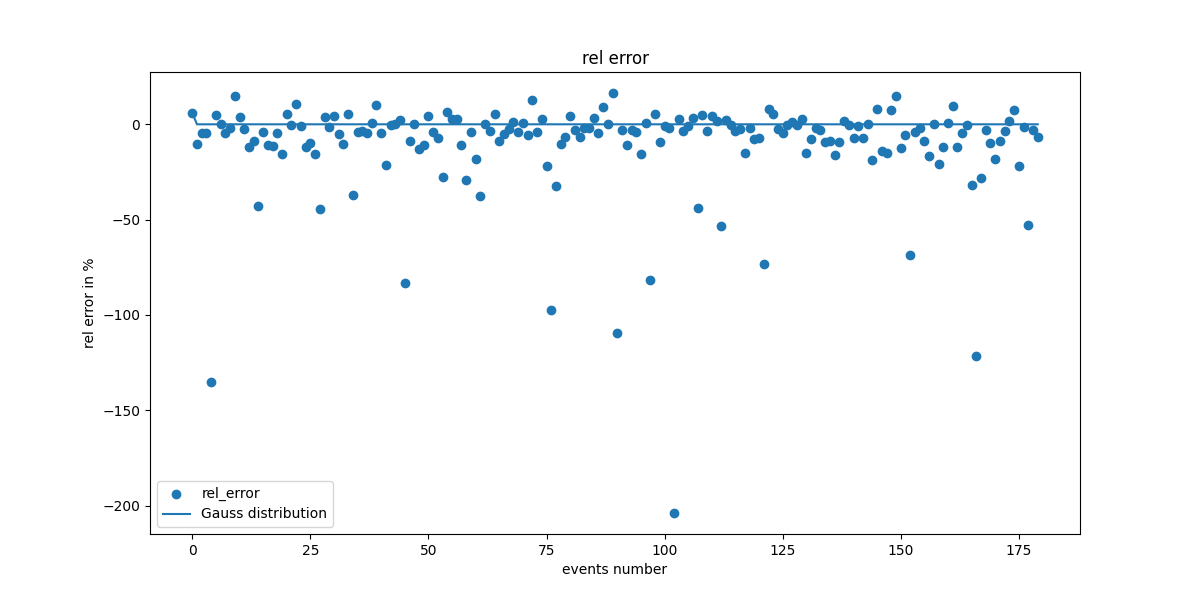 rel error
rel error in %
0
−50
−100
−150
−200
rel_error
Gauss distribution
0
25
50
75
100
125
150
175
events number